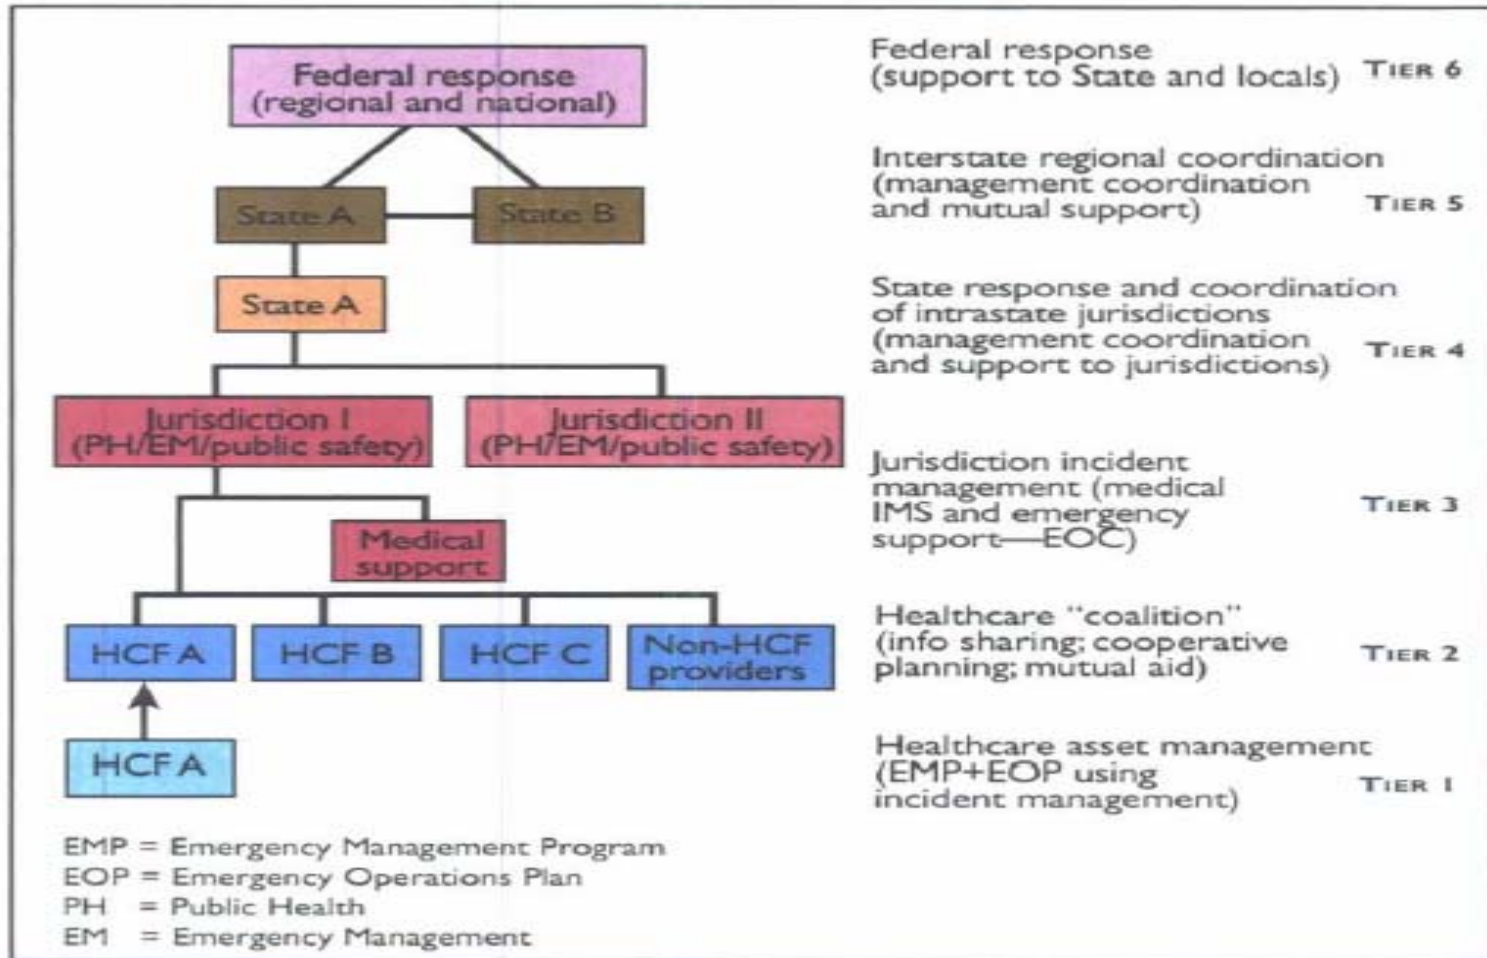 Federal response
(regional and national)
Federal response
(support to State and locals) TIER 6
State A
State B
Interstate regional coordination
(management coordination
and mutual support) TIER 5
State A
State response and coordination
of intrastate jurisdictions
(management coordination
and support to jurisdictions) TIER 4
Jurisdiction I
(PH/EM/public safety)
Jurisdiction II
(PH/EM/public safety)
Medical
support
Jurisdiction incident
management (medical
IMS and emergency
support—EOC) TIER 3
HCF A
HCF B
HCF C
Non-HCF
providers
Healthcare “coalition”
(info sharing; cooperative
planning; mutual aid) TIER 2
HCF A
Healthcare asset management
(EMP+EOP using
incident management) TIER 1
EMP = Emergency Management Program
EOP = Emergency Operations Plan
PH = Public Health
EM = Emergency Management